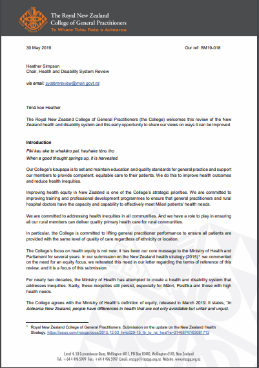 The Royal New Zealand
College of General Practitioners
Te Whare Tohu Rata o Aotearoa
30 May 2019
Our ref: RM19-018
Heather Simpson
Chair, Health and Disability System Review
via email:
Tēnā koe Heather
The Royal New Zealand College of General Practitioners (the College) welcomes this review of the New
Zealand health and disability system and this early opportunity to share our views on ways it can be improved
Introduction
When a good thought springs up, it is harvested
Our College's kaupapa is to set and maintain education and quality standards for general practice and support
our members to provide competent, equitable care to their patients. We do this to improve health outcomes
and reduce health inequities.
Improving health equity in New Zealand is one of the College's strategic priorities. We are committed to
improving training and professional development programmes to ensure that general practitioners and rural
hospital doctors have the capacity and capability to effectively meet Māori patients' health needs.
We are committed to addressing health inequities in all communities. And we have a role to play in ensuring
all our rural members can deliver quality primary health care for rural communities.
In particular, the College is committed to lifting general practitioner performance to ensure all patients are
provided with the same level of quality of care regardless of ethnicity or location.
The College's focus on health equity is not new, it has been our core message to the Ministry of Health and
Parliament for several years. In our submission on the New Zealand health strategy (2015)¹ we commented
on the need for an equity focus, we reiterated this need in our letter regarding the terms of reference of this
review, and it is a focus of this submission.
For nearly two decades, the Ministry of Health has attempted to create a health and disability system that
addresses inequities. Sadly, these inequities still persist, especially for Māori, Pasifika and those with high
health needs.
The College agrees with the Ministry of Health's definition of equity, released in March 2019, it states, "In
Aotearoa New Zealand, people have differences in health that are not only avoidable but unfair and unjust.
¹ Royal New Zealand College of General Practitioners. Submission on the update on the New Zealand Health
Strategy.